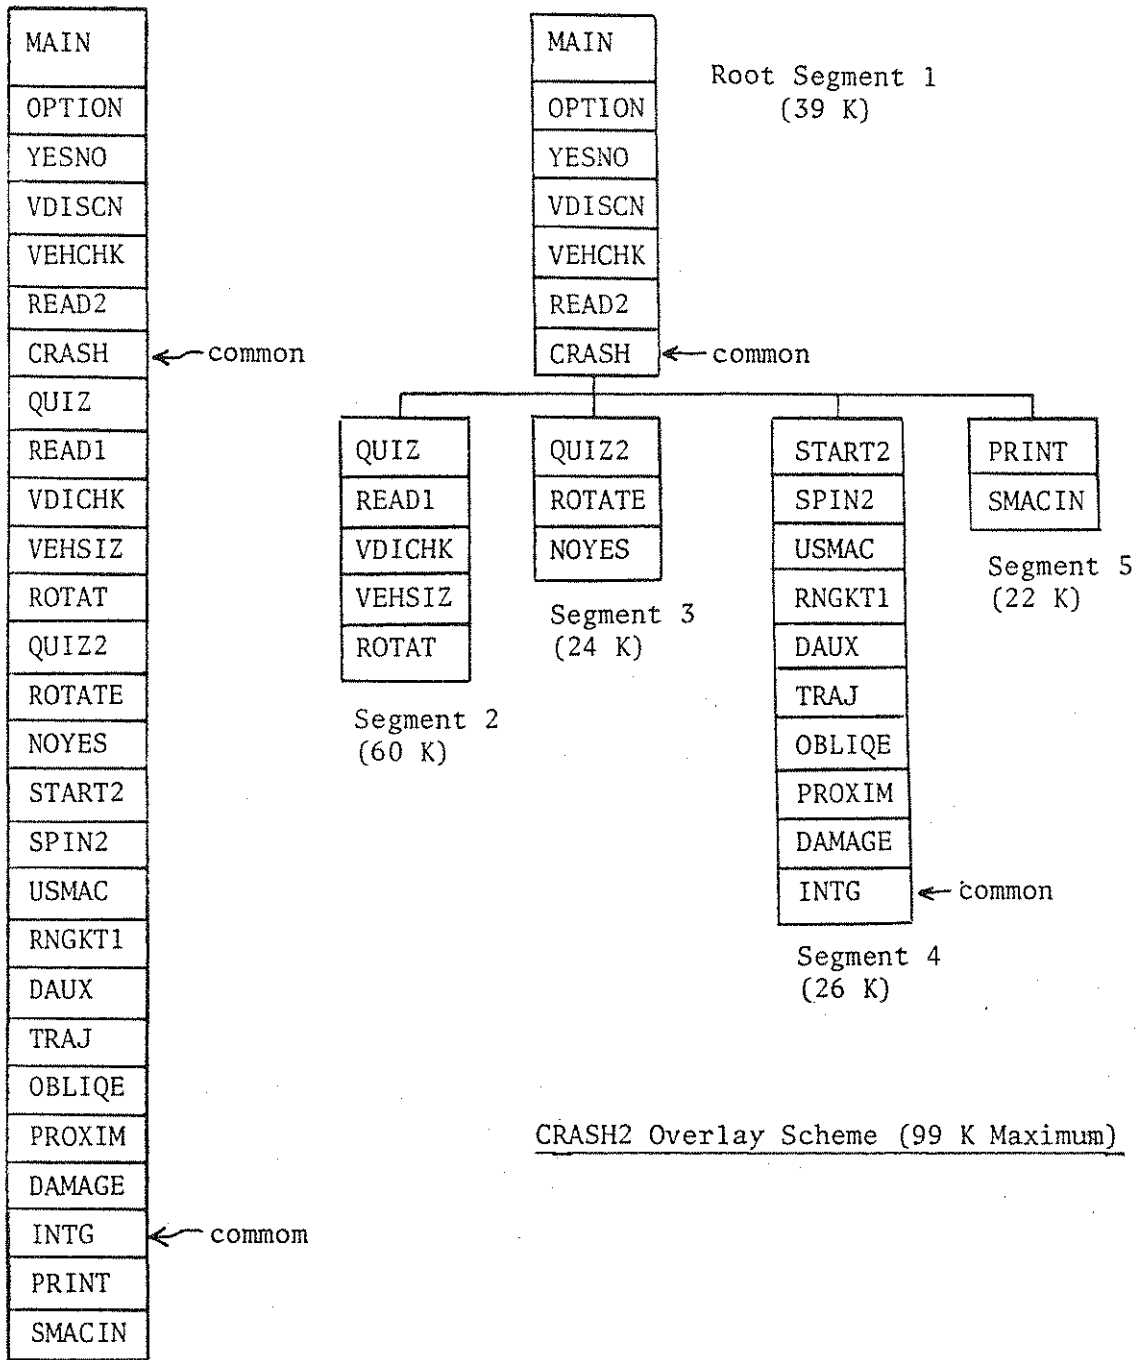 MAIN
OPTION
YESNO
VDISCN
VEHCHK
READ2
CRASH
common
QUIZ
READ1
VDICHK
VEHSIZ
ROTAT
QUIZ2
ROTATE
NOYES
START2
SPIN2
USMAC
RNGKT1
DAUX
TRAJ
OBLIQE
PROXIM
DAMAGE
INTG
commom
PRINT
SMACIN
MAIN
OPTION
YESNO
VDISCN
VEHCHK
READ2
CRASH
common
Root Segment 1
(39 K)
QUIZ
READ1
VDICHK
VEHSIZ
ROTAT
Segment 2
(60 K)
QUIZ2
ROTATE
NOYES
Segment 3
(24 K)
START2
SPIN2
USMAC
RNGKT1
DAUX
TRAJ
OBLIQE
PROXIM
DAMAGE
INTG
common
Segment 4
(26 K)
PRINT
SMACIN
Segment 5
(22 K)
CRASH2 Overlay Scheme (99 K Maximum)